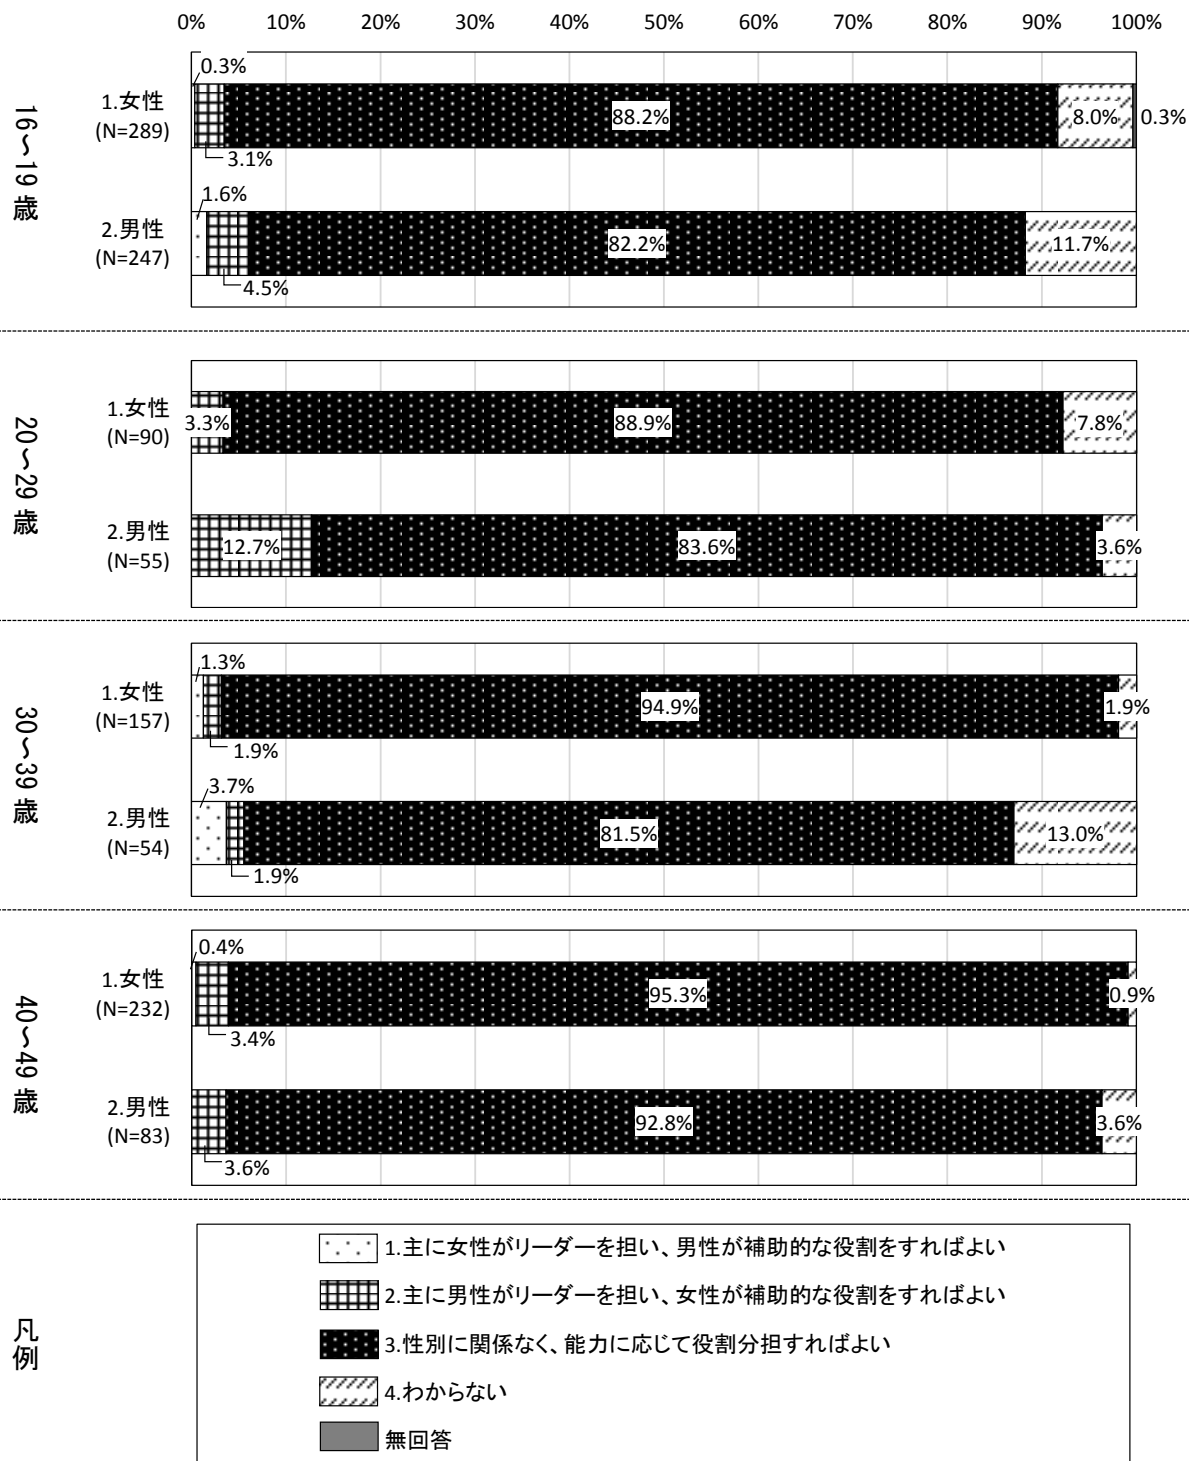 0% 10% 20% 30% 40% 50% 60% 70% 80% 90% 100%
16～19歳
0.3%
1.女性
(N=289)
88.2%
8.0%
0.3%
3.1%
1.6%
2.男性
(N=247)
82.2%
11.7%
4.5%
20～29歳
1.女性
(N=90)
3.3%
88.9%
7.8%
2.男性
(N=55)
12.7%
83.6%
3.6%
30～39歳
1.3%
1.女性
(N=157)
94.9%
1.9%
1.9%
3.7%
2.男性
(N=54)
81.5%
13.0%
1.9%
40～49歳
0.4%
1.女性
(N=232)
95.3%
0.9%
3.4%
2.男性
(N=83)
92.8%
3.6%
3.6%
凡例
1.主に女性がリーダーを担い、男性が補助的な役割をすればよい
2.主に男性がリーダーを担い、女性が補助的な役割をすればよい
3.性別に関係なく、能力に応じて役割分担すればよい
4.わからない
無回答